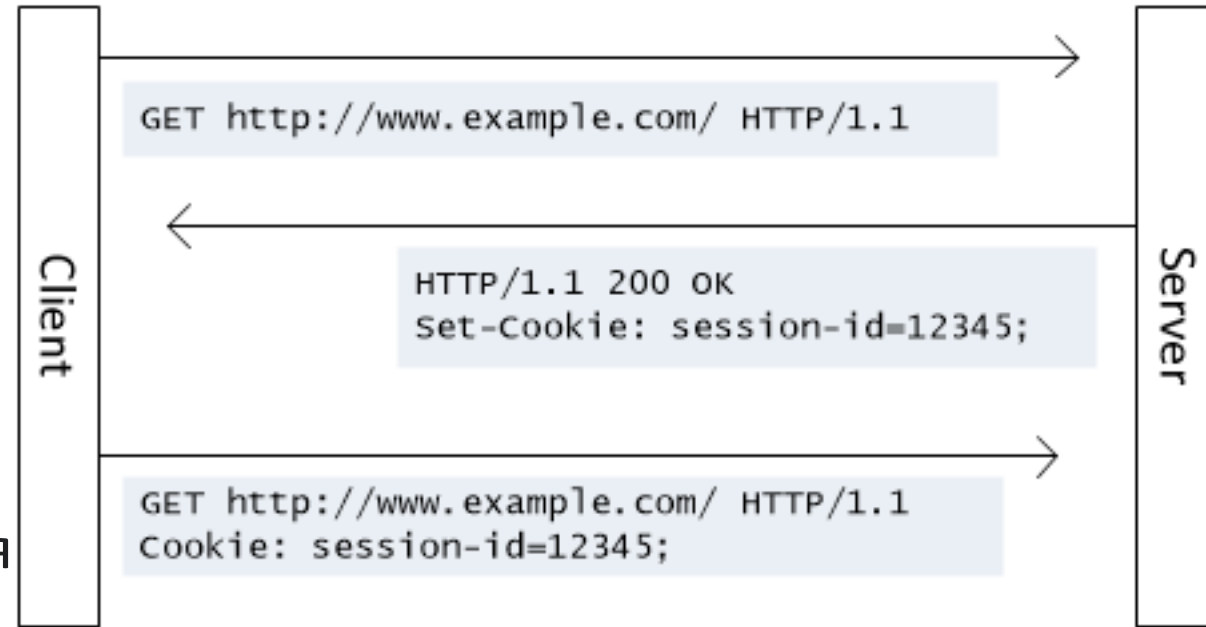 GET http://www.example.com/ HTTP/1.1
HTTP/1.1 200 OK
Set-Cookie: session-id=12345;
Client
Server
GET http://www.example.com/ HTTP/1.1
Cookie: session-id=12345;